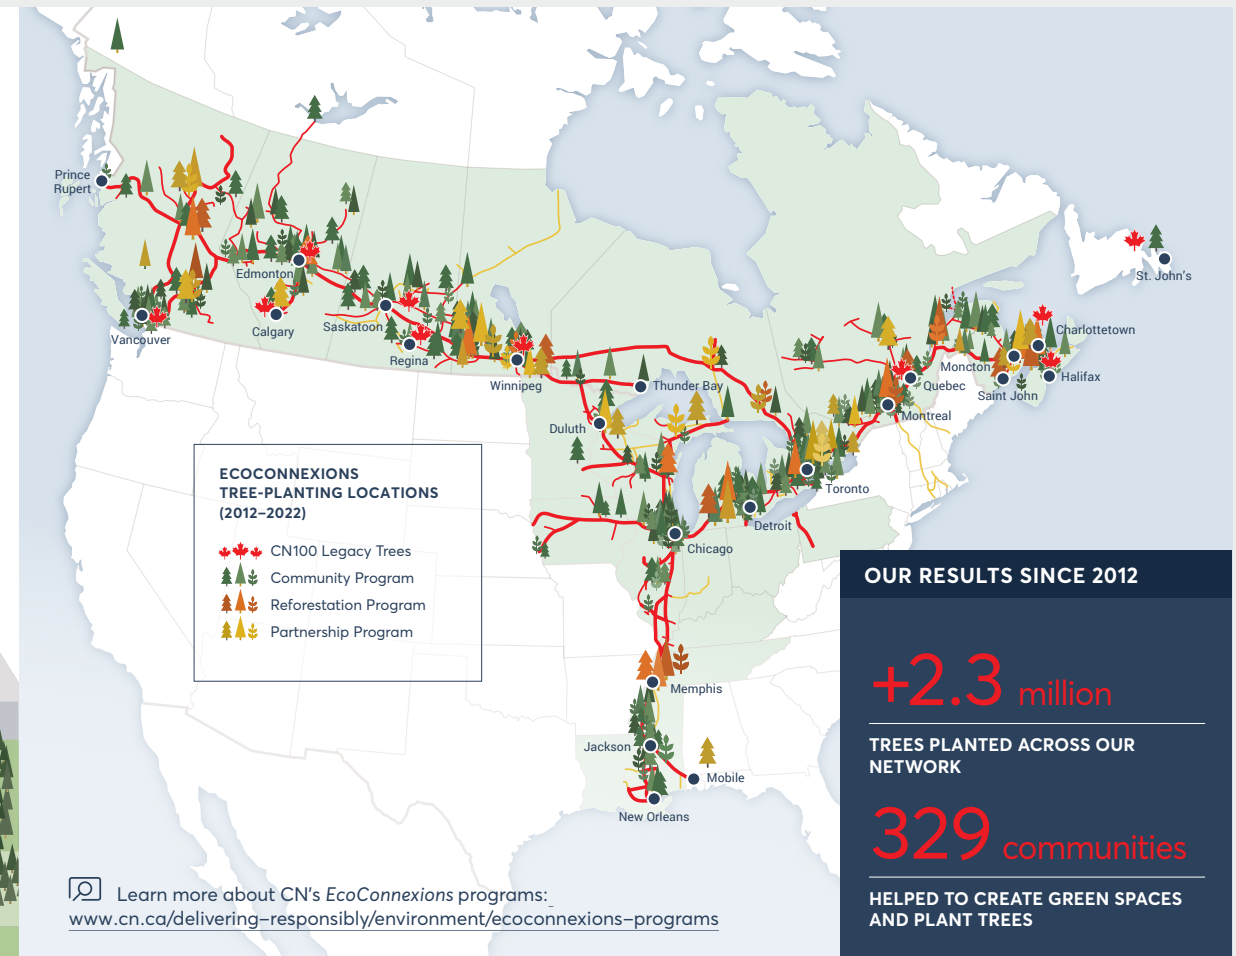 Prince
Rupert
Edmonton
Vancouver
Calgary
Saskatoon
Regina
Winnipeg
Thunder Bay
Duluth
St. John's
Charlottetown
Moncton
Halifax
Quebec
Saint John
Montreal
Toronto
Detroit
Chicago
Memphis
Jackson
Mobile
New Orleans
ECOCONNEXIONS
TREE-PLANTING LOCATIONS
(2012–2022)
CN100 Legacy Trees
Community Program
Reforestation Program
Partnership Program
OUR RESULTS SINCE 2012
+2.3 million
TREES PLANTED ACROSS OUR
NETWORK
329 communities
HELPED TO CREATE GREEN SPACES
AND PLANT TREES
Learn more about CN's EcoConnexions programs:
www.cn.ca/delivering-responsibly/environment/ecoconnexions-programs